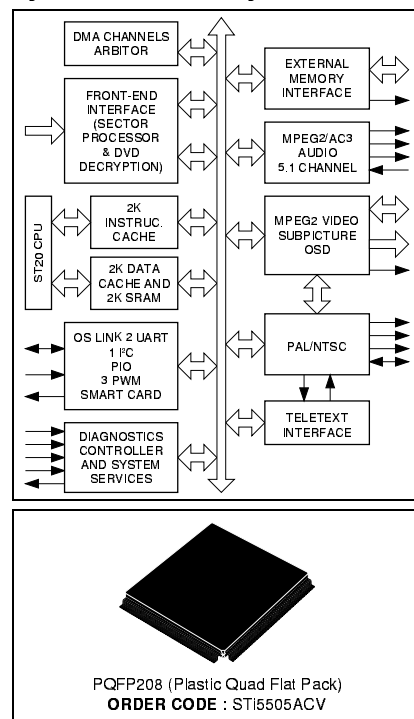 DMA CHANNELS
ARBITOR
FRONT-END
INTERFACE
(SECTOR
PROCESSOR
& DVD
DECRYPTION)
ST20 CPU
2K
INSTRUC.
CACHE
2K DATA
CACHE AND
2K SRAM
OS LINK 2 UART
1 I²C
PIO
3 PWM
SMART CARD
DIAGNOSTICS
CONTROLLER
AND SYSTEM
SERVICES
EXTERNAL
MEMORY
INTERFACE
MPEG2/AC3
AUDIO
5.1 CHANNEL
MPEG2 VIDEO
SUBPICTURE
OSD
PAL/NTSC
TELETEXT
INTERFACE
PQFP208 (Plastic Quad Flat Pack)
ORDER CODE : STi5505ACV